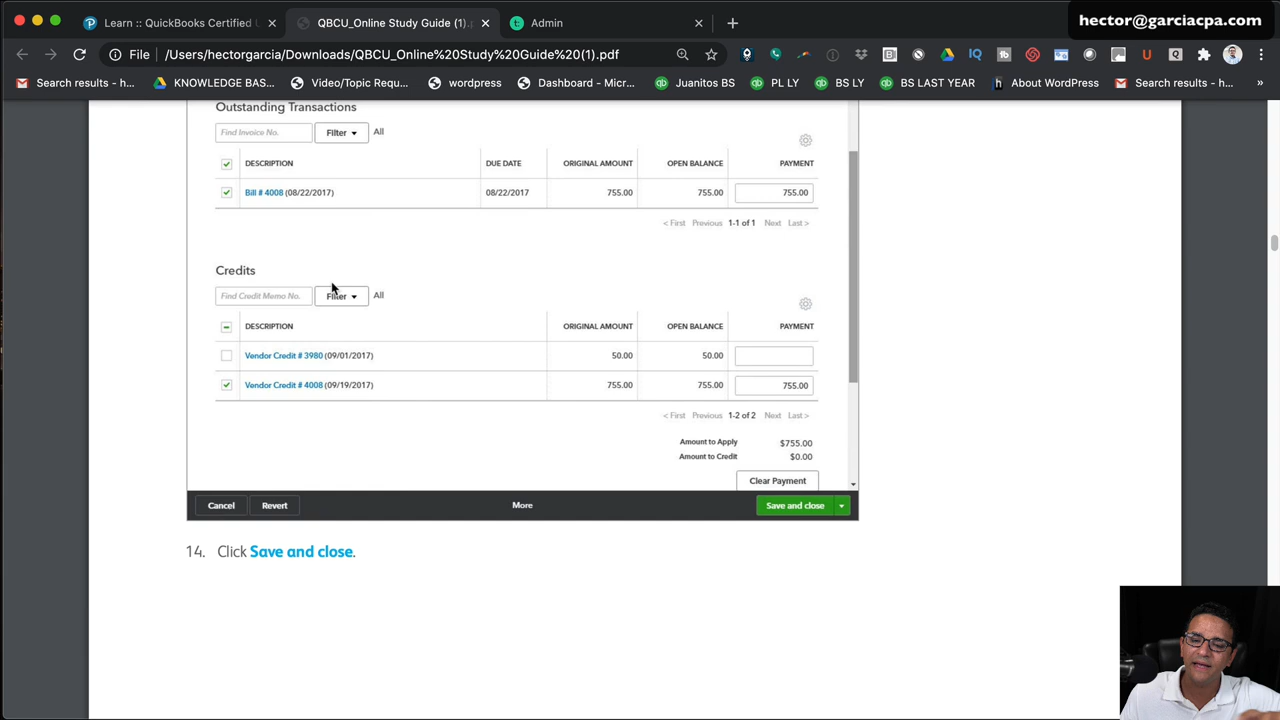 Learn :: QuickBooks Certified U
QBCU_Online Study Guide (1).p
Admin
hector@garciacpa.com
File
/Users/hectorgarcia/Downloads/QBCU_Online%20Study%20Guide%20(1).pdf
Search results - h...
KNOWLEDGE BAS...
Video/Topic Requ...
wordpress
Dashboard - Micr...
Juanitos BS
PL LY
BS LY
BS LAST YEAR
About WordPress
Search results - h...
»
Outstanding Transactions
Find Invoice No.
Filter
All
DESCRIPTION
DUE DATE
ORIGINAL AMOUNT
OPEN BALANCE
PAYMENT
Bill # 4008 (08/22/2017)
08/22/2017
755.00
755.00
755.00
< First
Previous
1-1 of 1
Next
Last >
Credits
Find Credit Memo No.
Filter
All
DESCRIPTION
ORIGINAL AMOUNT
OPEN BALANCE
PAYMENT
Vendor Credit # 3980 (09/01/2017)
50.00
50.00
Vendor Credit # 4008 (09/19/2017)
755.00
755.00
755.00
< First
Previous
1-2 of 2
Next
Last >
Amount to Apply
$755.00
Amount to Credit
$0.00
Clear Payment
Cancel
Revert
More
Save and close
14. Click Save and close.